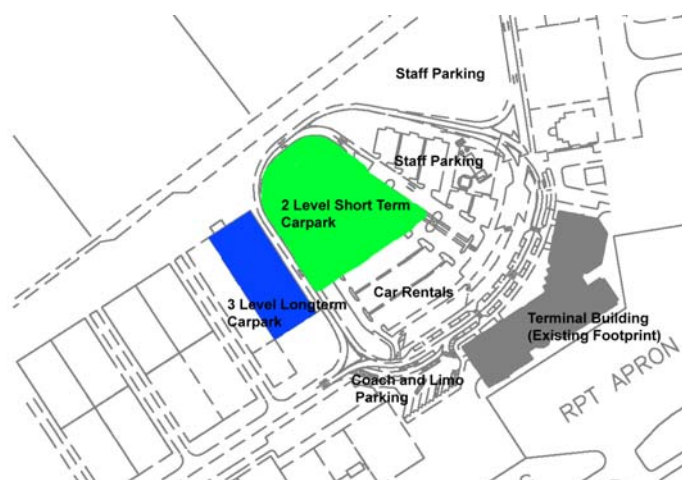 Staff Parking
Staff Parking
2 Level Short Term
Carpark
Car Rentals
3 Level Longterm
Carpark
Terminal Building
(Existing Footprint)
Coach and Limo
Parking
RPT APRON